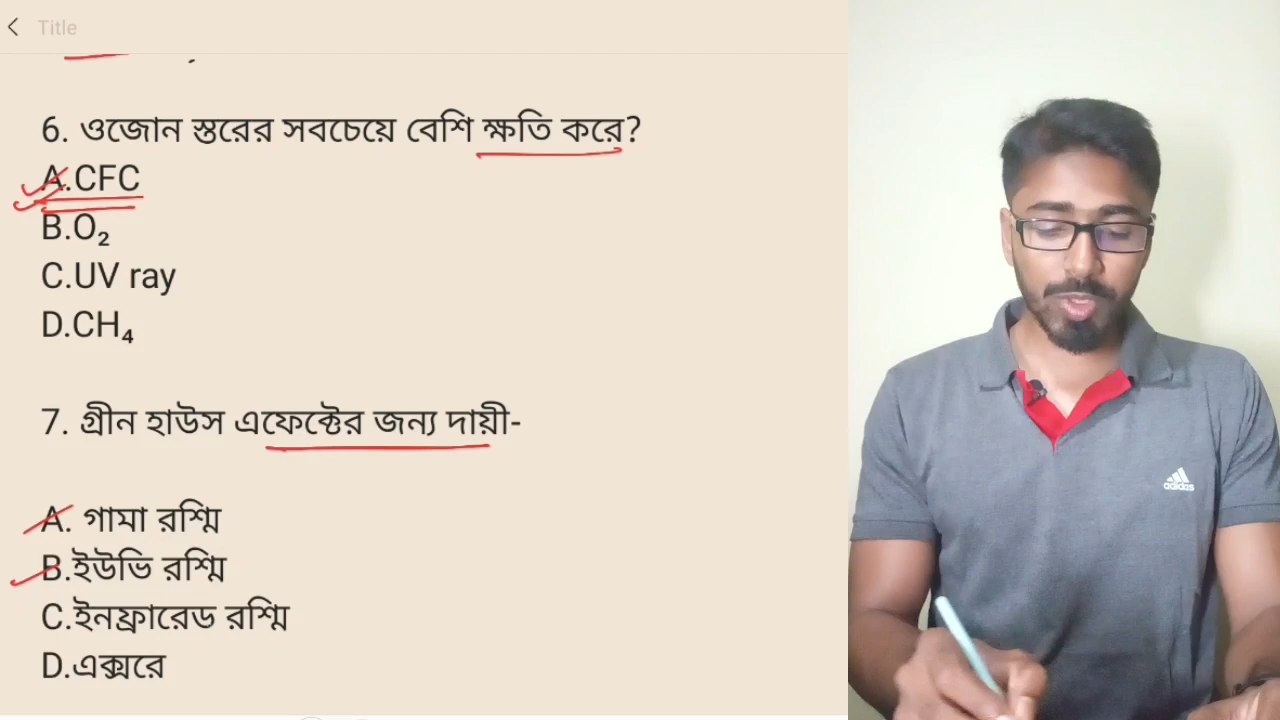 Title
6. ওজোন স্তরের সবচেয়ে বেশি ক্ষতি করে?
A.CFC
B.O₂
C.UV ray
D.CH₄
7. গ্রীন হাউস এফেক্টের জন্য দায়ী-
A. গামা রশ্মি
B.ইউভি রশ্মি
C.ইনফ্রারেড রশ্মি
D.এক্সরে
adidas